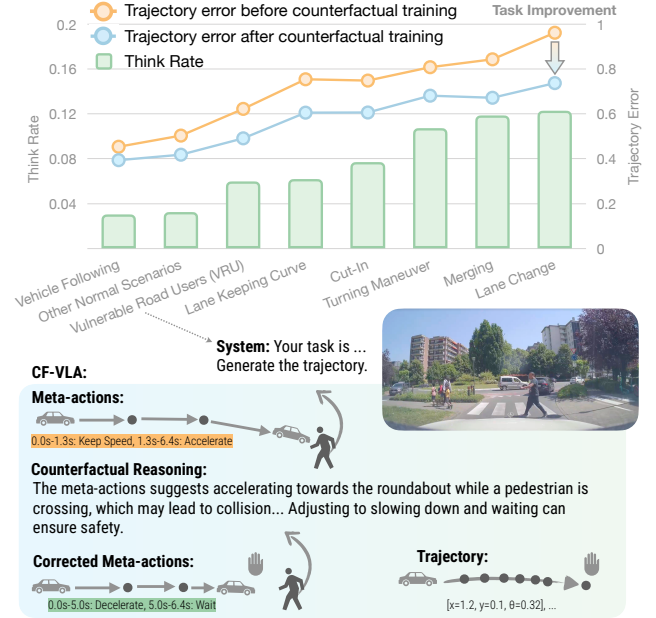 Trajectory error before counterfactual training
Task Improvement
Trajectory error after counterfactual training
Think Rate
0.2
0.16
0.12
0.08
0.04
Think Rate
1
0.8
0.6
0.4
0.2
0
Trajectory Error
Vehicle Following
Other Normal Scenarios
Vulnerable Road Users (VRU)
Lane Keeping Curve
Cut-In
Turning Maneuver
Merging
Lane Change
System: Your task is ...
Generate the trajectory.
CF-VLA:
Meta-actions:
0.0s-1.3s: Keep Speed, 1.3s-6.4s: Accelerate
Counterfactual Reasoning:
The meta-actions suggests accelerating towards the roundabout while a pedestrian is
crossing, which may lead to collision... Adjusting to slowing down and waiting can
ensure safety.
Corrected Meta-actions:
0.0s-5.0s: Decelerate, 5.0s-6.4s: Wait
Trajectory:
[x=1.2, y=0.1, θ=0.32], ...